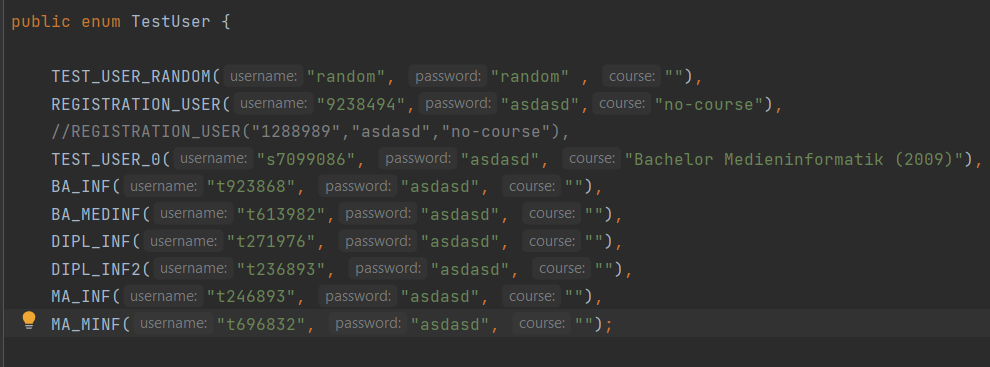 public enum TestUser {
TEST_USER_RANDOM( username: "random", password: "random" , course: ""),
REGISTRATION_USER( username: "9238494", password: "asdasd", course: "no-course"),
//REGISTRATION_USER("1288989","asdasd","no-course"),
TEST_USER_0( username: "s7099086", password: "asdasd", course: "Bachelor Medieninformatik (2009)"),
BA_INF( username: "t923868", password: "asdasd", course: ""),
BA_MEDINF( username: "t613982", password: "asdasd", course: ""),
DIPL_INF( username: "t271976", password: "asdasd", course: ""),
DIPL_INF2( username: "t236893", password: "asdasd", course: ""),
MA_INF( username: "t246893", password: "asdasd", course: ""),
MA_MINF( username: "t696832", password: "asdasd", course: "");